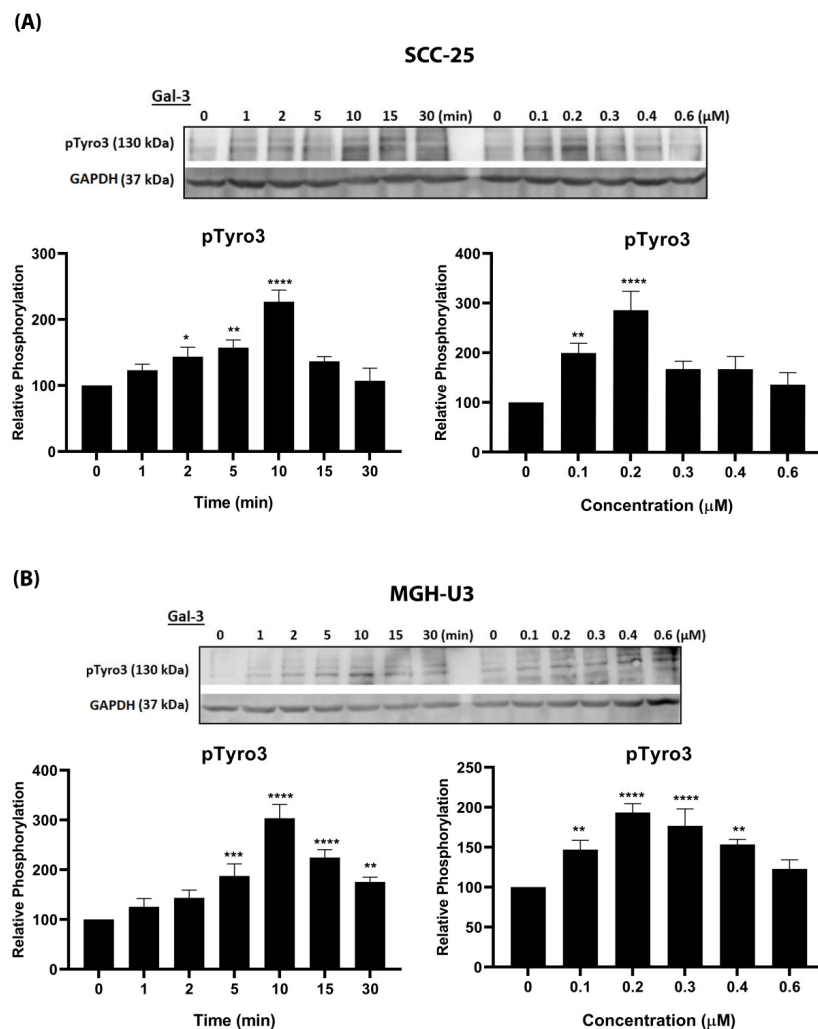 (A)
SCC-25
Gal-3
0 1 2 5 10 15 30 (min) 0 0.1 0.2 0.3 0.4 0.6 (μM)
pTyro3 (130 kDa)
GAPDH (37 kDa)
pTyro3
Relative Phosphorylation
300
200
100
0
* ** ****
0 1 2 5 10 15 30
Time (min)
pTyro3
Relative Phosphorylation
400
300
200
100
0
** ****
0 0.1 0.2 0.3 0.4 0.6
Concentration (μM)
(B)
MGH-U3
Gal-3
0 1 2 5 10 15 30 (min) 0 0.1 0.2 0.3 0.4 0.6 (μM)
pTyro3 (130 kDa)
GAPDH (37 kDa)
pTyro3
Relative Phosphorylation
400
300
200
100
0
*** **** **** **
0 1 2 5 10 15 30
Time (min)
pTyro3
Relative Phosphorylation
250
200
150
100
50
0
** **** **** **
0 0.1 0.2 0.3 0.4 0.6
Concentration (μM)